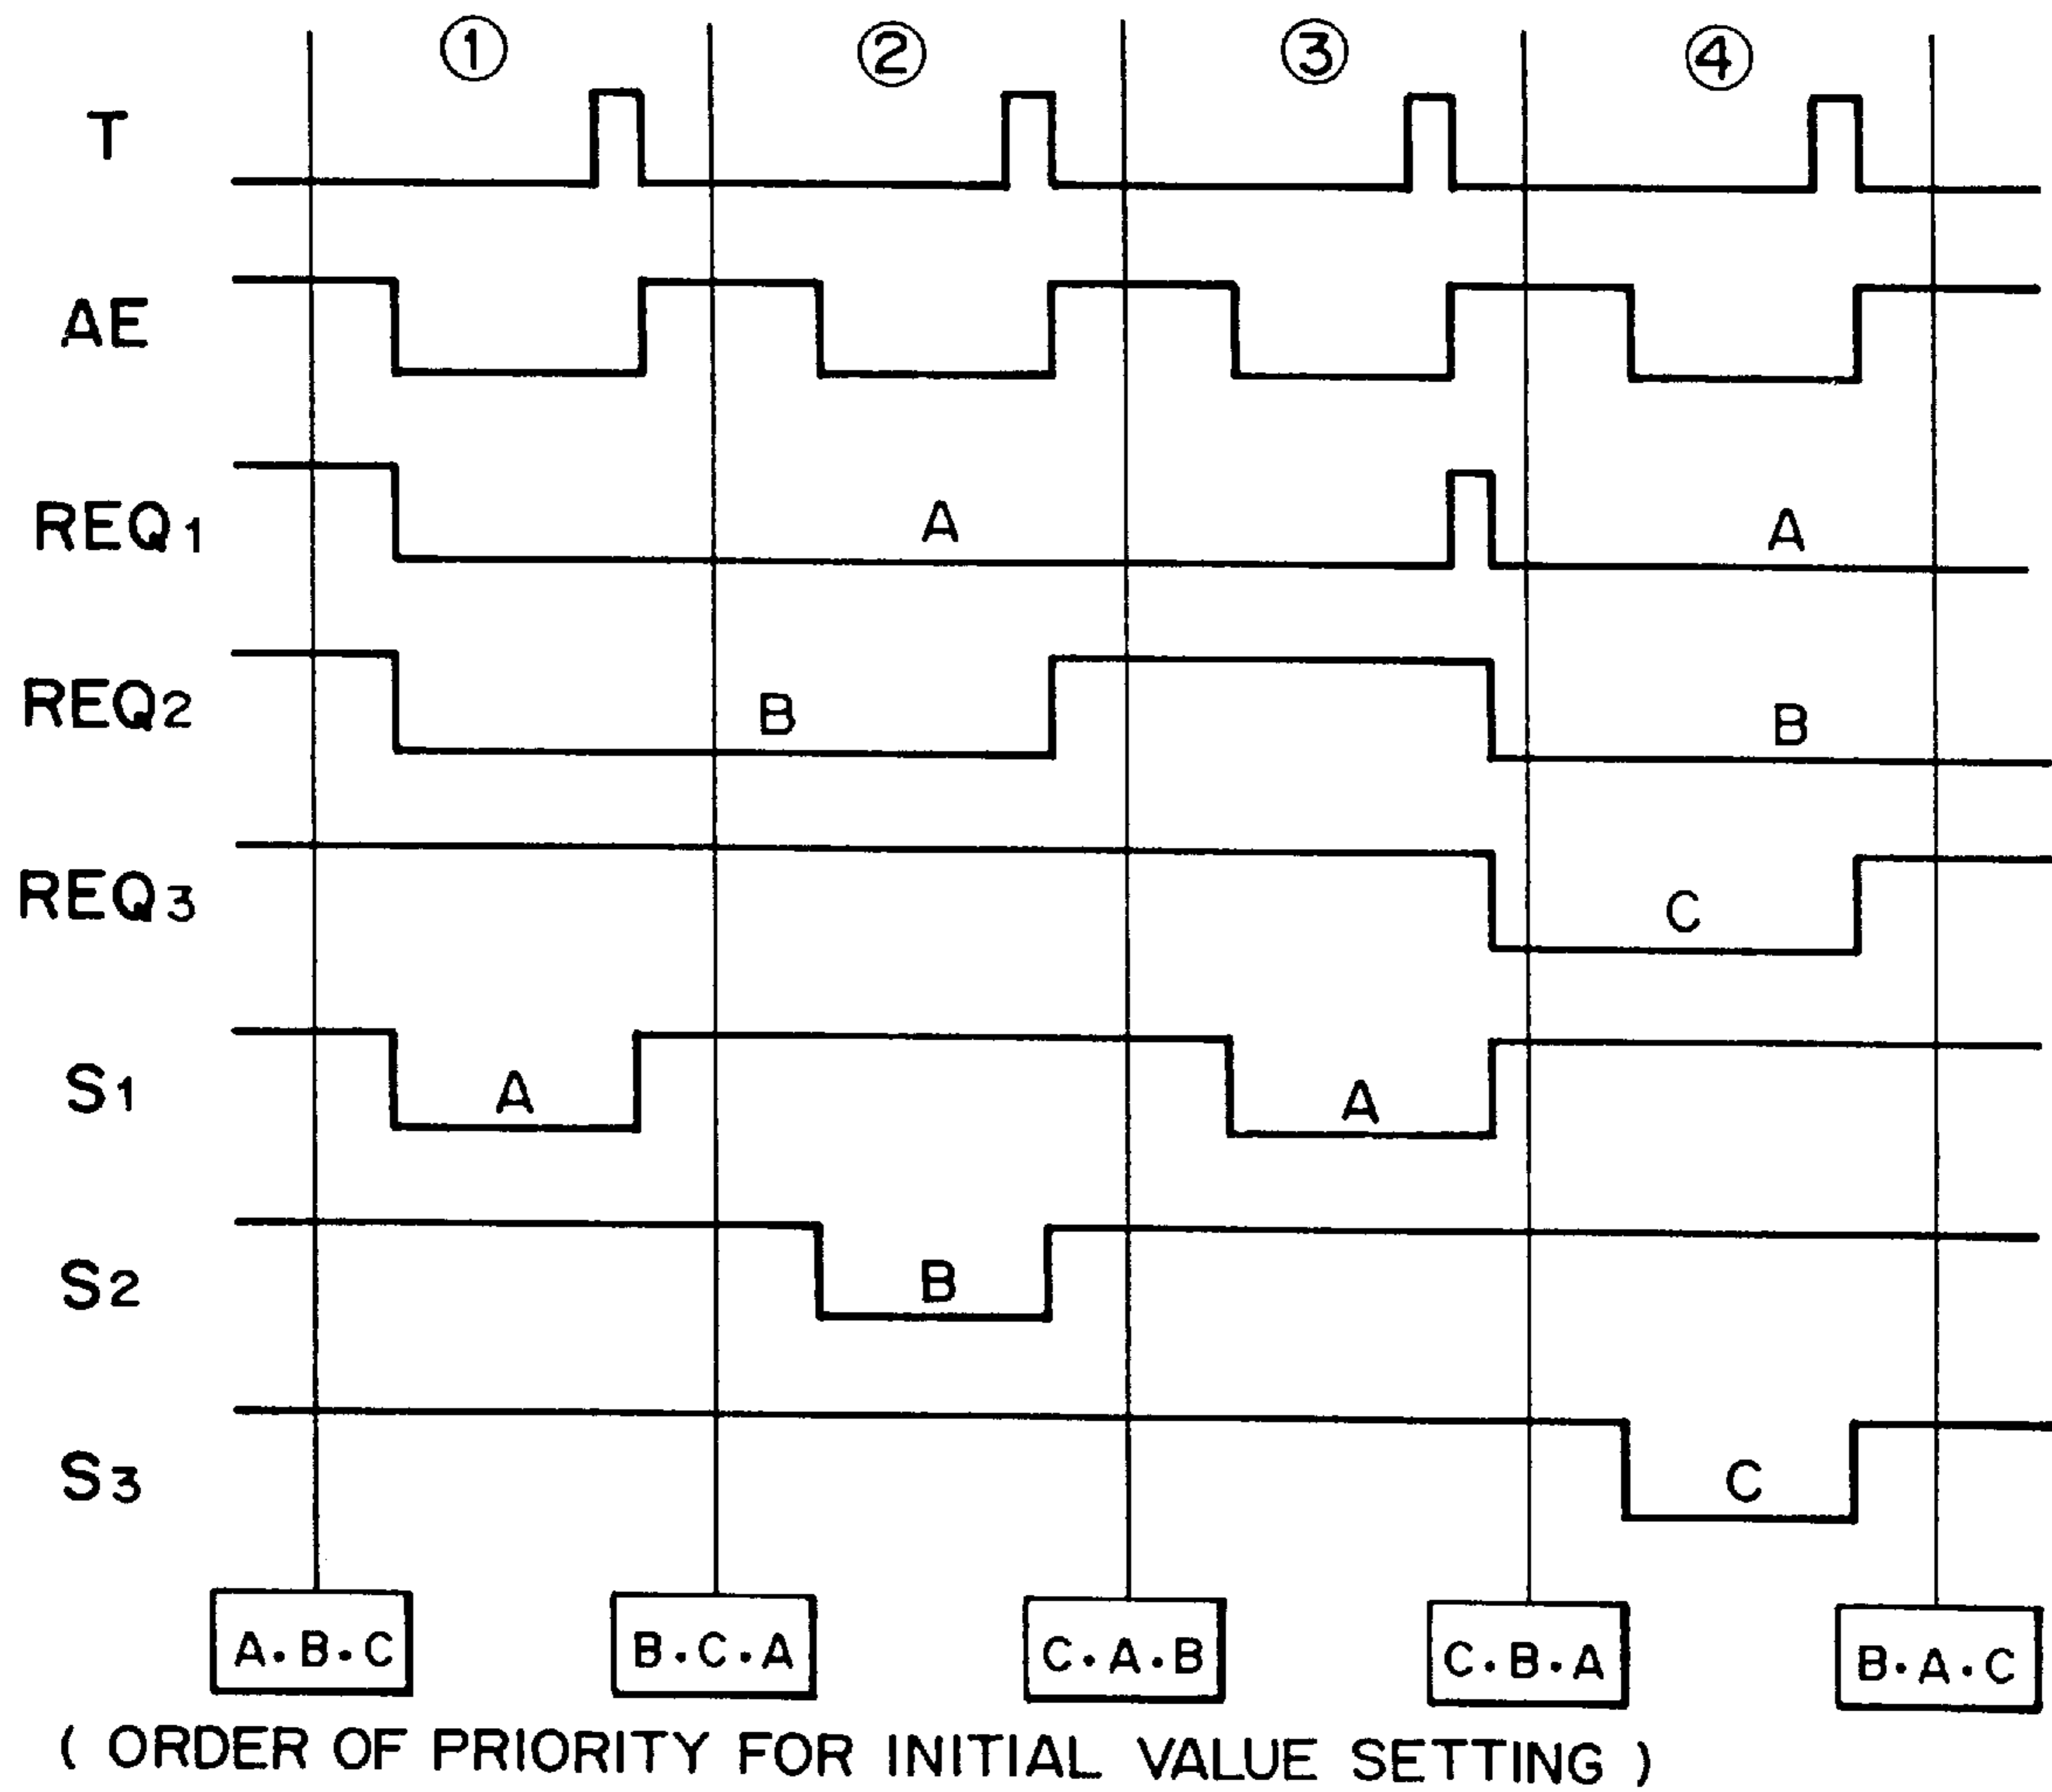 ① ② ③ ④
T
AE
REQ1 A A
REQ2 B B
REQ3 C
S1 A A
S2 B
S3 C
A·B·C B·C·A C·A·B C·B·A B·A·C
( ORDER OF PRIORITY FOR INITIAL VALUE SETTING )